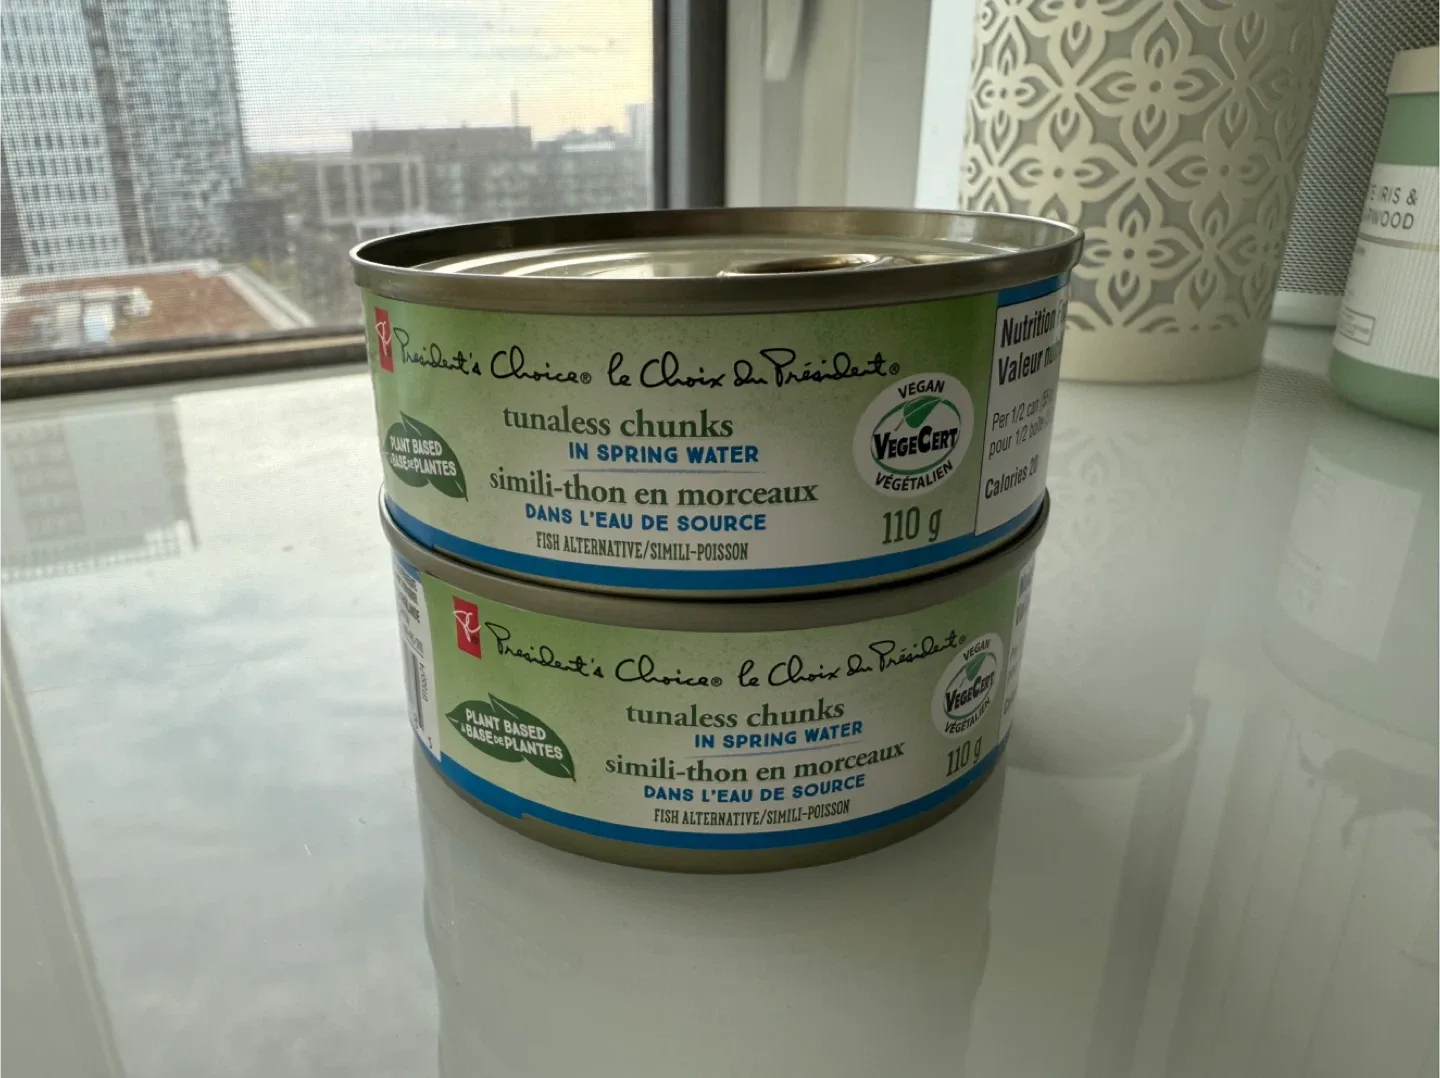 President's Choice® le Choix du Président®
PLANT BASED
À BASE DE PLANTES
tunaless chunks
IN SPRING WATER
simili-thon en morceaux
DANS L'EAU DE SOURCE
FISH ALTERNATIVE/SIMILI-POISSON
VEGAN
VEGECERT
VÉGÉTALIEN
110 g
Nutrition
Valeur
Per 1/2 can
pour 1/2
Calories 20
President's Choice® le Choix du Président®
PLANT BASED
À BASE DE PLANTES
tunaless chunks
IN SPRING WATER
simili-thon en morceaux
DANS L'EAU DE SOURCE
FISH ALTERNATIVE/SIMILI-POISSON
VEGAN
VEGECERT
VÉGÉTALIEN
110 g
IRIS &